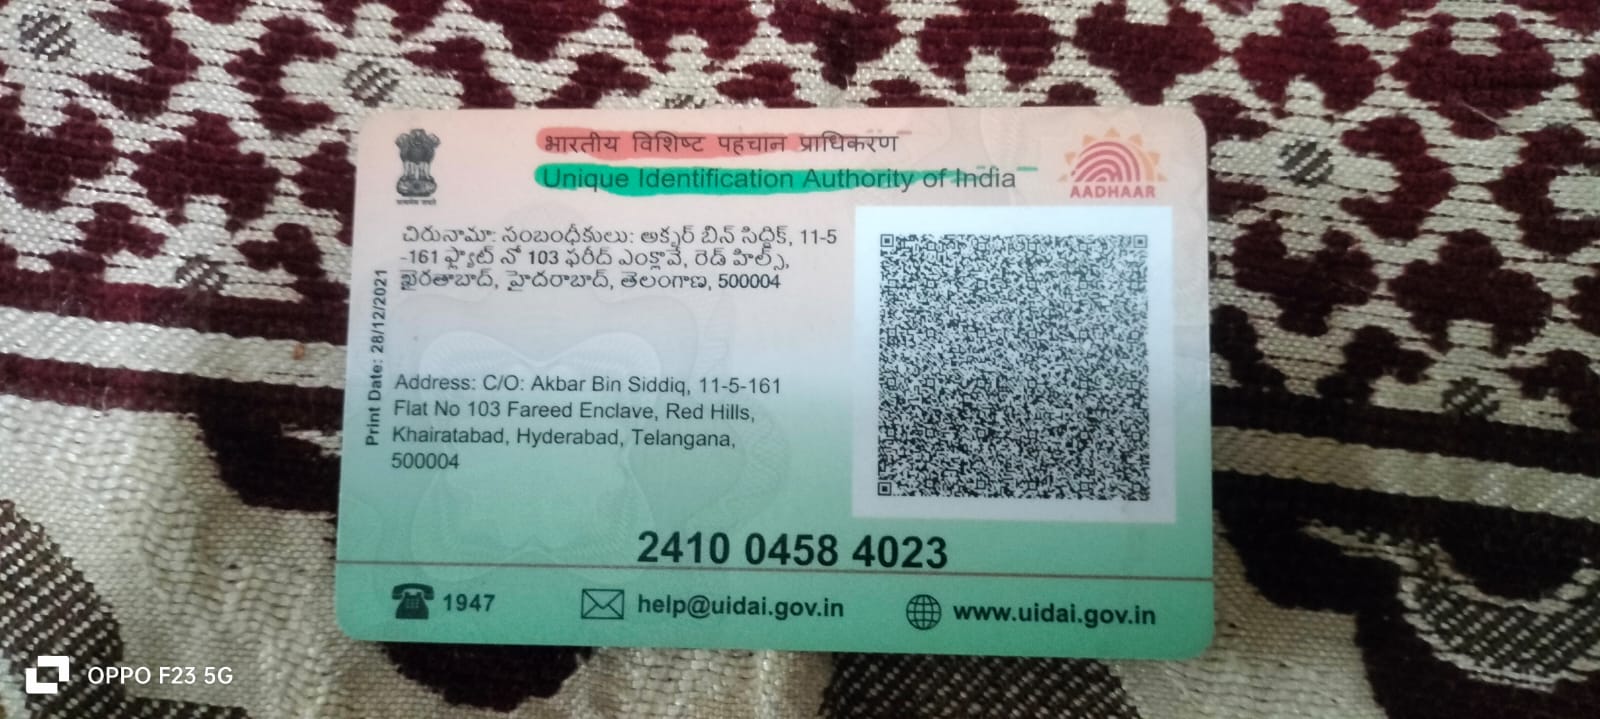 भारतीय विशिष्ट पहचान प्राधिकरण
Unique Identification Authority of India
AADHAAR
చిరునామా: సంబంధీకులు: అక్బర్ బిన్ సిద్దిక్, 11-5
-161 ఫ్లాట్ నో 103 ఫరీద్ ఎంక్లావే, రెడ్ హిల్స్,
ఖైరతాబాద్, హైదరాబాద్, తెలంగాణ, 500004
Print Date: 28/12/2021
Address: C/O: Akbar Bin Siddiq, 11-5-161
Flat No 103 Fareed Enclave, Red Hills,
Khairatabad, Hyderabad, Telangana,
500004
2410 0458 4023
1947
help@uidai.gov.in
www.uidai.gov.in
OPPO F23 5G